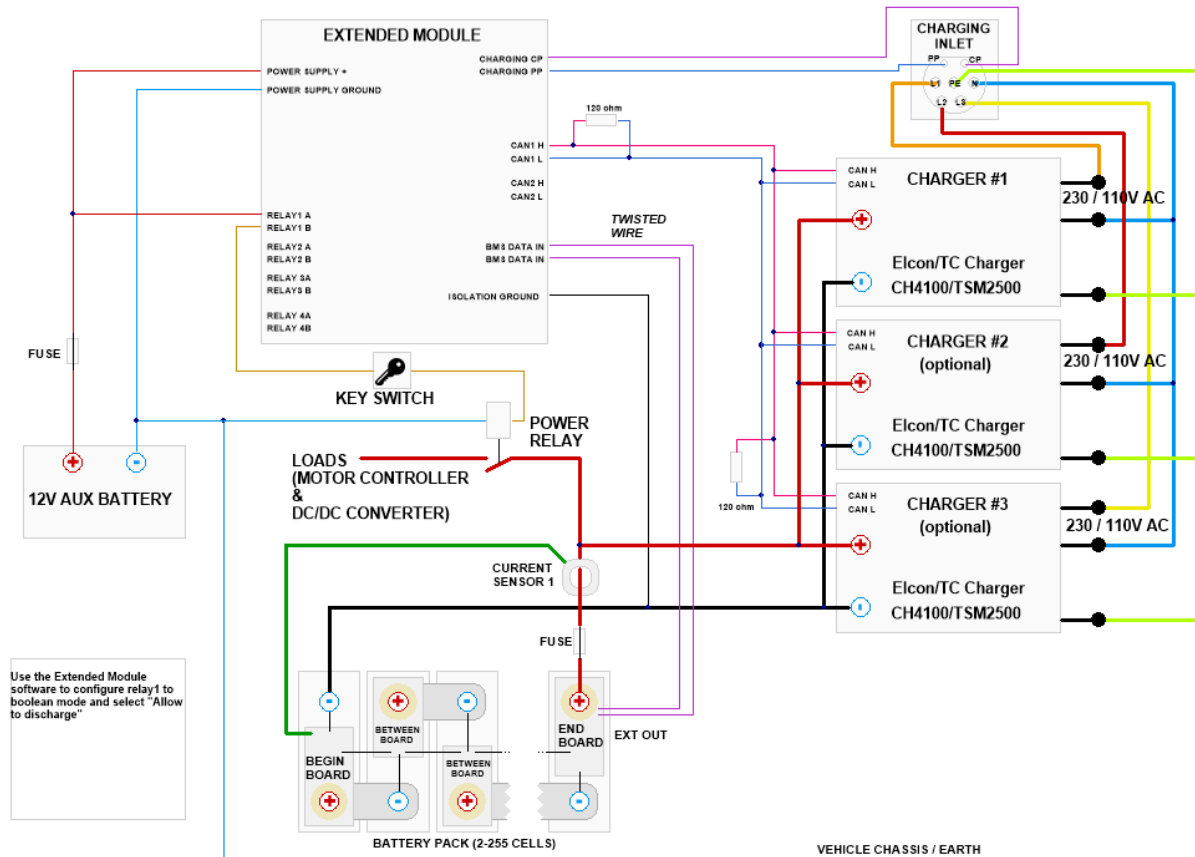 EXTENDED MODULE
CHARGING CP
CHARGING PP
POWER SUPPLY +
POWER SUPPLY GROUND
CAN1 H
CAN1 L
CAN2 H
CAN2 L
RELAY1 A
RELAY1 B
RELAY2 A
RELAY2 B
RELAY 3A
RELAY3 B
RELAY 4A
RELAY 4B
BMS DATA IN
BMS DATA IN
ISOLATION GROUND
120 ohm
TWISTED
WIRE
CHARGING
INLET
PP
CP
L1
PE
N
L2
L3
CAN H
CAN L
CHARGER #1
+
-
Elcon/TC Charger
CH4100/TSM2500
230 / 110V AC
CAN H
CAN L
CHARGER #2
(optional)
+
-
Elcon/TC Charger
CH4100/TSM2500
230 / 110V AC
120 ohm
CAN H
CAN L
CHARGER #3
(optional)
+
-
Elcon/TC Charger
CH4100/TSM2500
230 / 110V AC
FUSE
KEY SWITCH
POWER
RELAY
LOADS
(MOTOR CONTROLLER
&
DC/DC CONVERTER)
+
-
12V AUX BATTERY
CURRENT
SENSOR 1
FUSE
Use the Extended Module
software to configure relay1 to
boolean mode and select "Allow
to discharge"
-
+
-
+
BETWEEN
BOARD
END
BOARD
EXT OUT
BEGIN
BOARD
BETWEEN
BOARD
+
-
+
-
BATTERY PACK (2-255 CELLS)
VEHICLE CHASSIS / EARTH